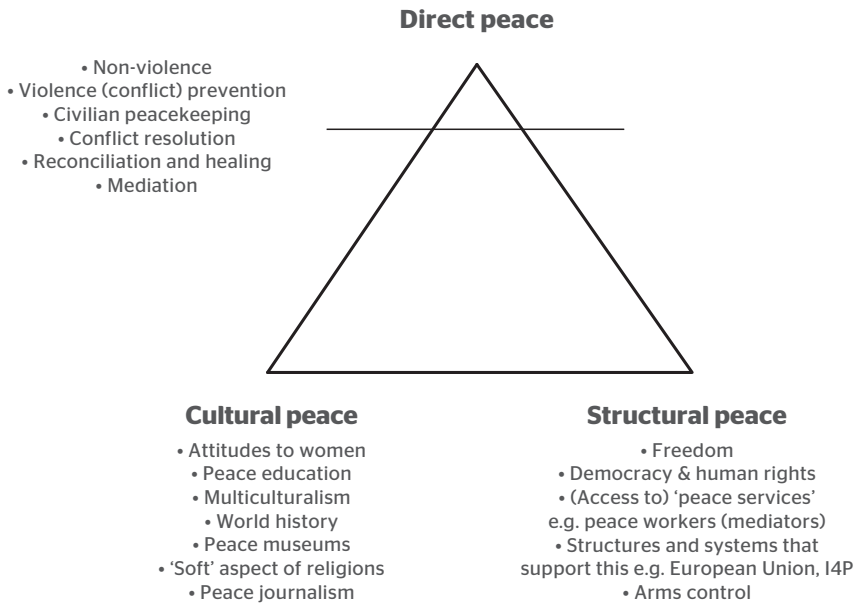 Direct peace
• Non-violence
• Violence (conflict) prevention
• Civilian peacekeeping
• Conflict resolution
• Reconciliation and healing
• Mediation
Cultural peace
• Attitudes to women
• Peace education
• Multiculturalism
• World history
• Peace museums
• ‘Soft’ aspect of religions
• Peace journalism
Structural peace
• Freedom
• Democracy & human rights
• (Access to) ‘peace services’
e.g. peace workers (mediators)
• Structures and systems that
support this e.g. European Union, I4P
• Arms control